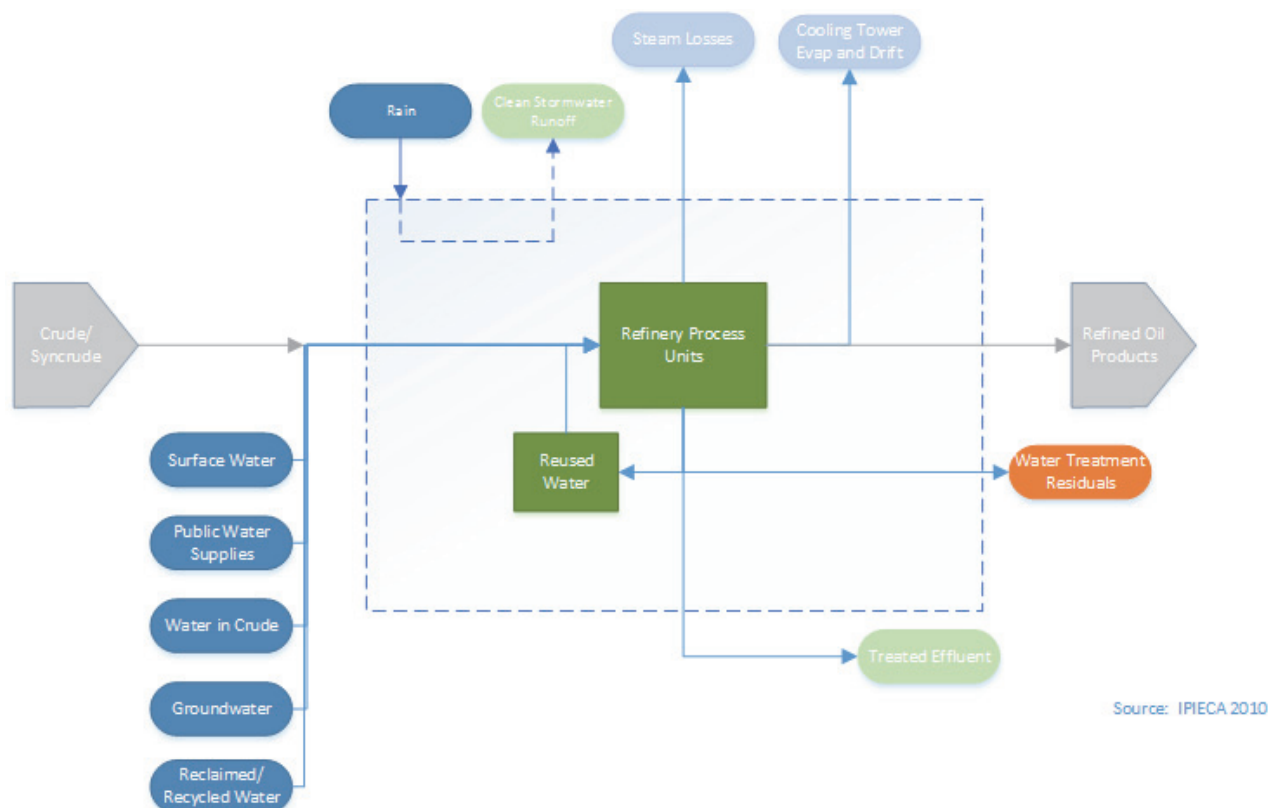 Steam Losses
Cooling Tower
Evap and Drift
Rain
Clean Stormwater
Runoff
Crude/
Syncrude
Refinery Process
Units
Refined Oil
Products
Surface Water
Reused
Water
Water Treatment
Residuals
Public Water
Supplies
Water in Crude
Treated Effluent
Groundwater
Source: IPIECA 2010
Reclaimed/
Recycled Water